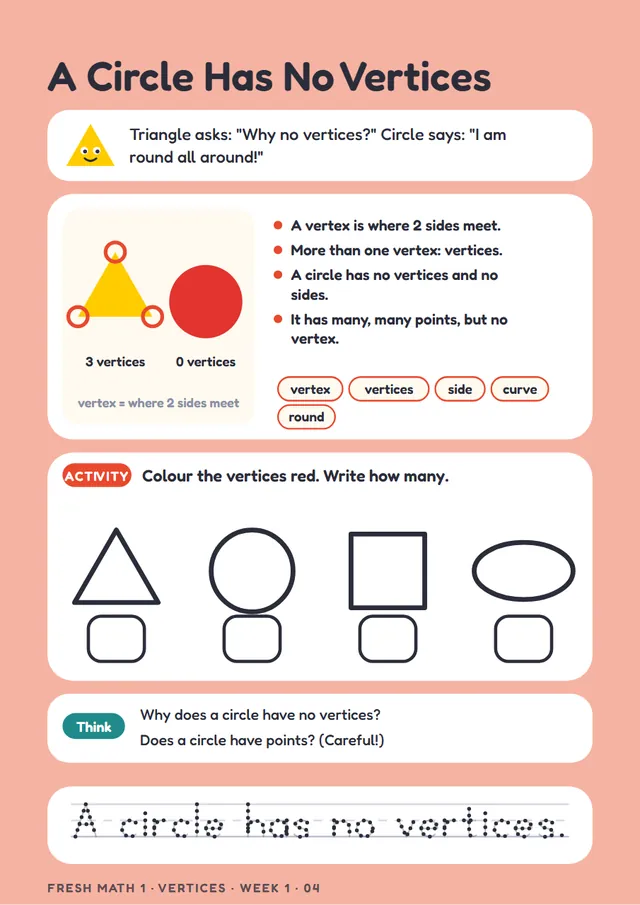 A Circle Has No Vertices
Triangle asks: "Why no vertices?" Circle says: "I am
round all around!"
3 vertices
0 vertices
vertex = where 2 sides meet
A vertex is where 2 sides meet.
More than one vertex: vertices.
A circle has no vertices and no
sides.
It has many, many points, but no
vertex.
vertex
vertices
side
curve
round
ACTIVITY
Colour the vertices red. Write how many.
Think
Why does a circle have no vertices?
Does a circle have points? (Careful!)
A circle has no vertices.
FRESH MATH 1 · VERTICES · WEEK 1 · 04